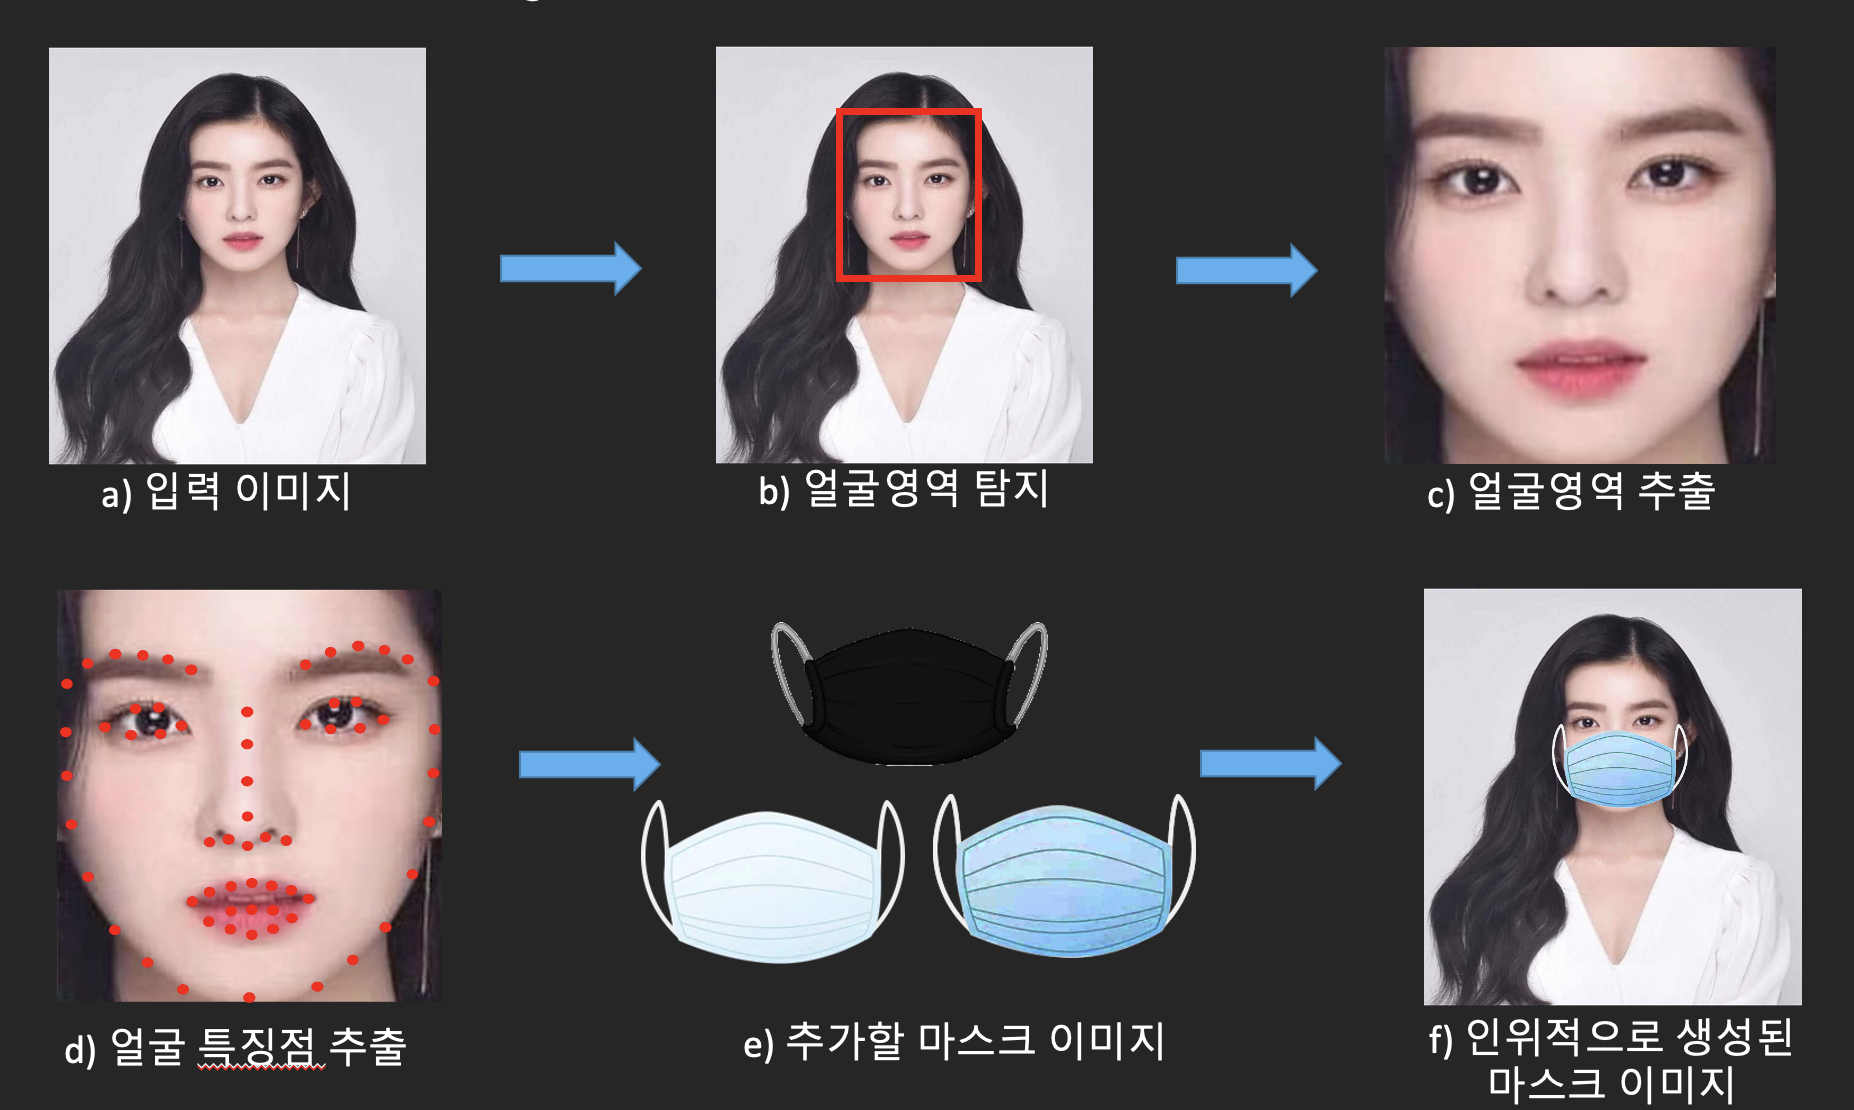 a) 입력 이미지
b) 얼굴영역 탐지
c) 얼굴영역 추출
d) 얼굴 특징점 추출
e) 추가할 마스크 이미지
f) 인위적으로 생성된
마스크 이미지